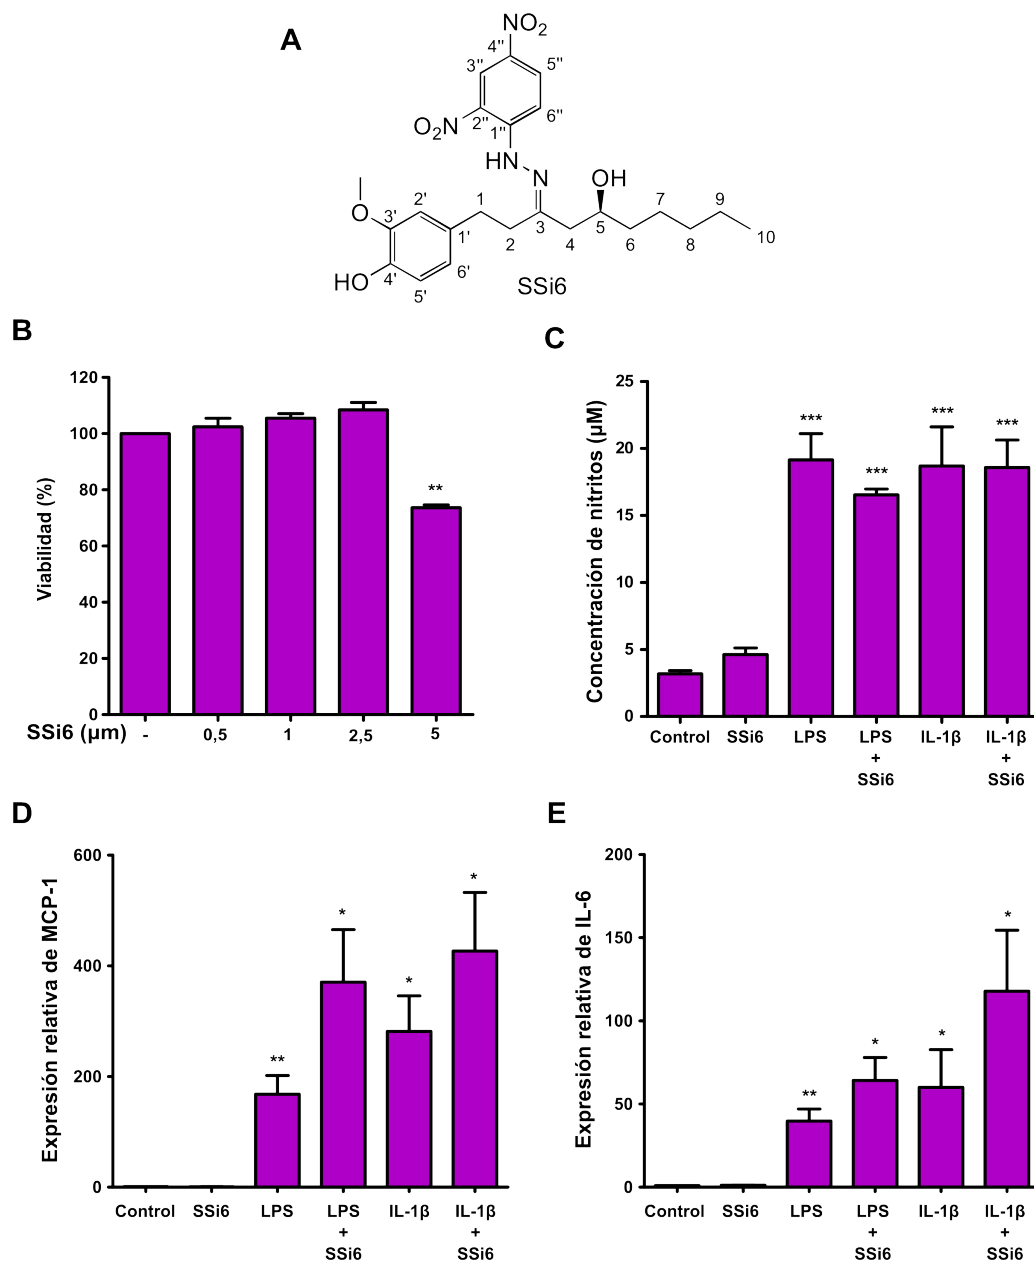 A
NO₂
4''
3''
5''
O₂N
2''
6''
1''
HN
N
OH
O
3'
2'
1
7
9
1'
3
5
10
2
4
6
8
HO
4'
6'
5'
SSi6
B
120
100
80
60
40
20
0
Viabilidad (%)
**
SSi6 (μm) - 0,5 1 2,5 5
C
25
20
15
10
5
0
Concentración de nitritos (μM)
*** *** *** ***
Control SSi6 LPS LPS IL-1β IL-1β
+ +
SSi6 SSi6
D
600
400
200
0
Expresión relativa de MCP-1
** * * *
Control SSi6 LPS LPS IL-1β IL-1β
+ +
SSi6 SSi6
E
200
150
100
50
0
Expresión relativa de IL-6
** * * *
Control SSi6 LPS LPS IL-1β IL-1β
+ +
SSi6 SSi6